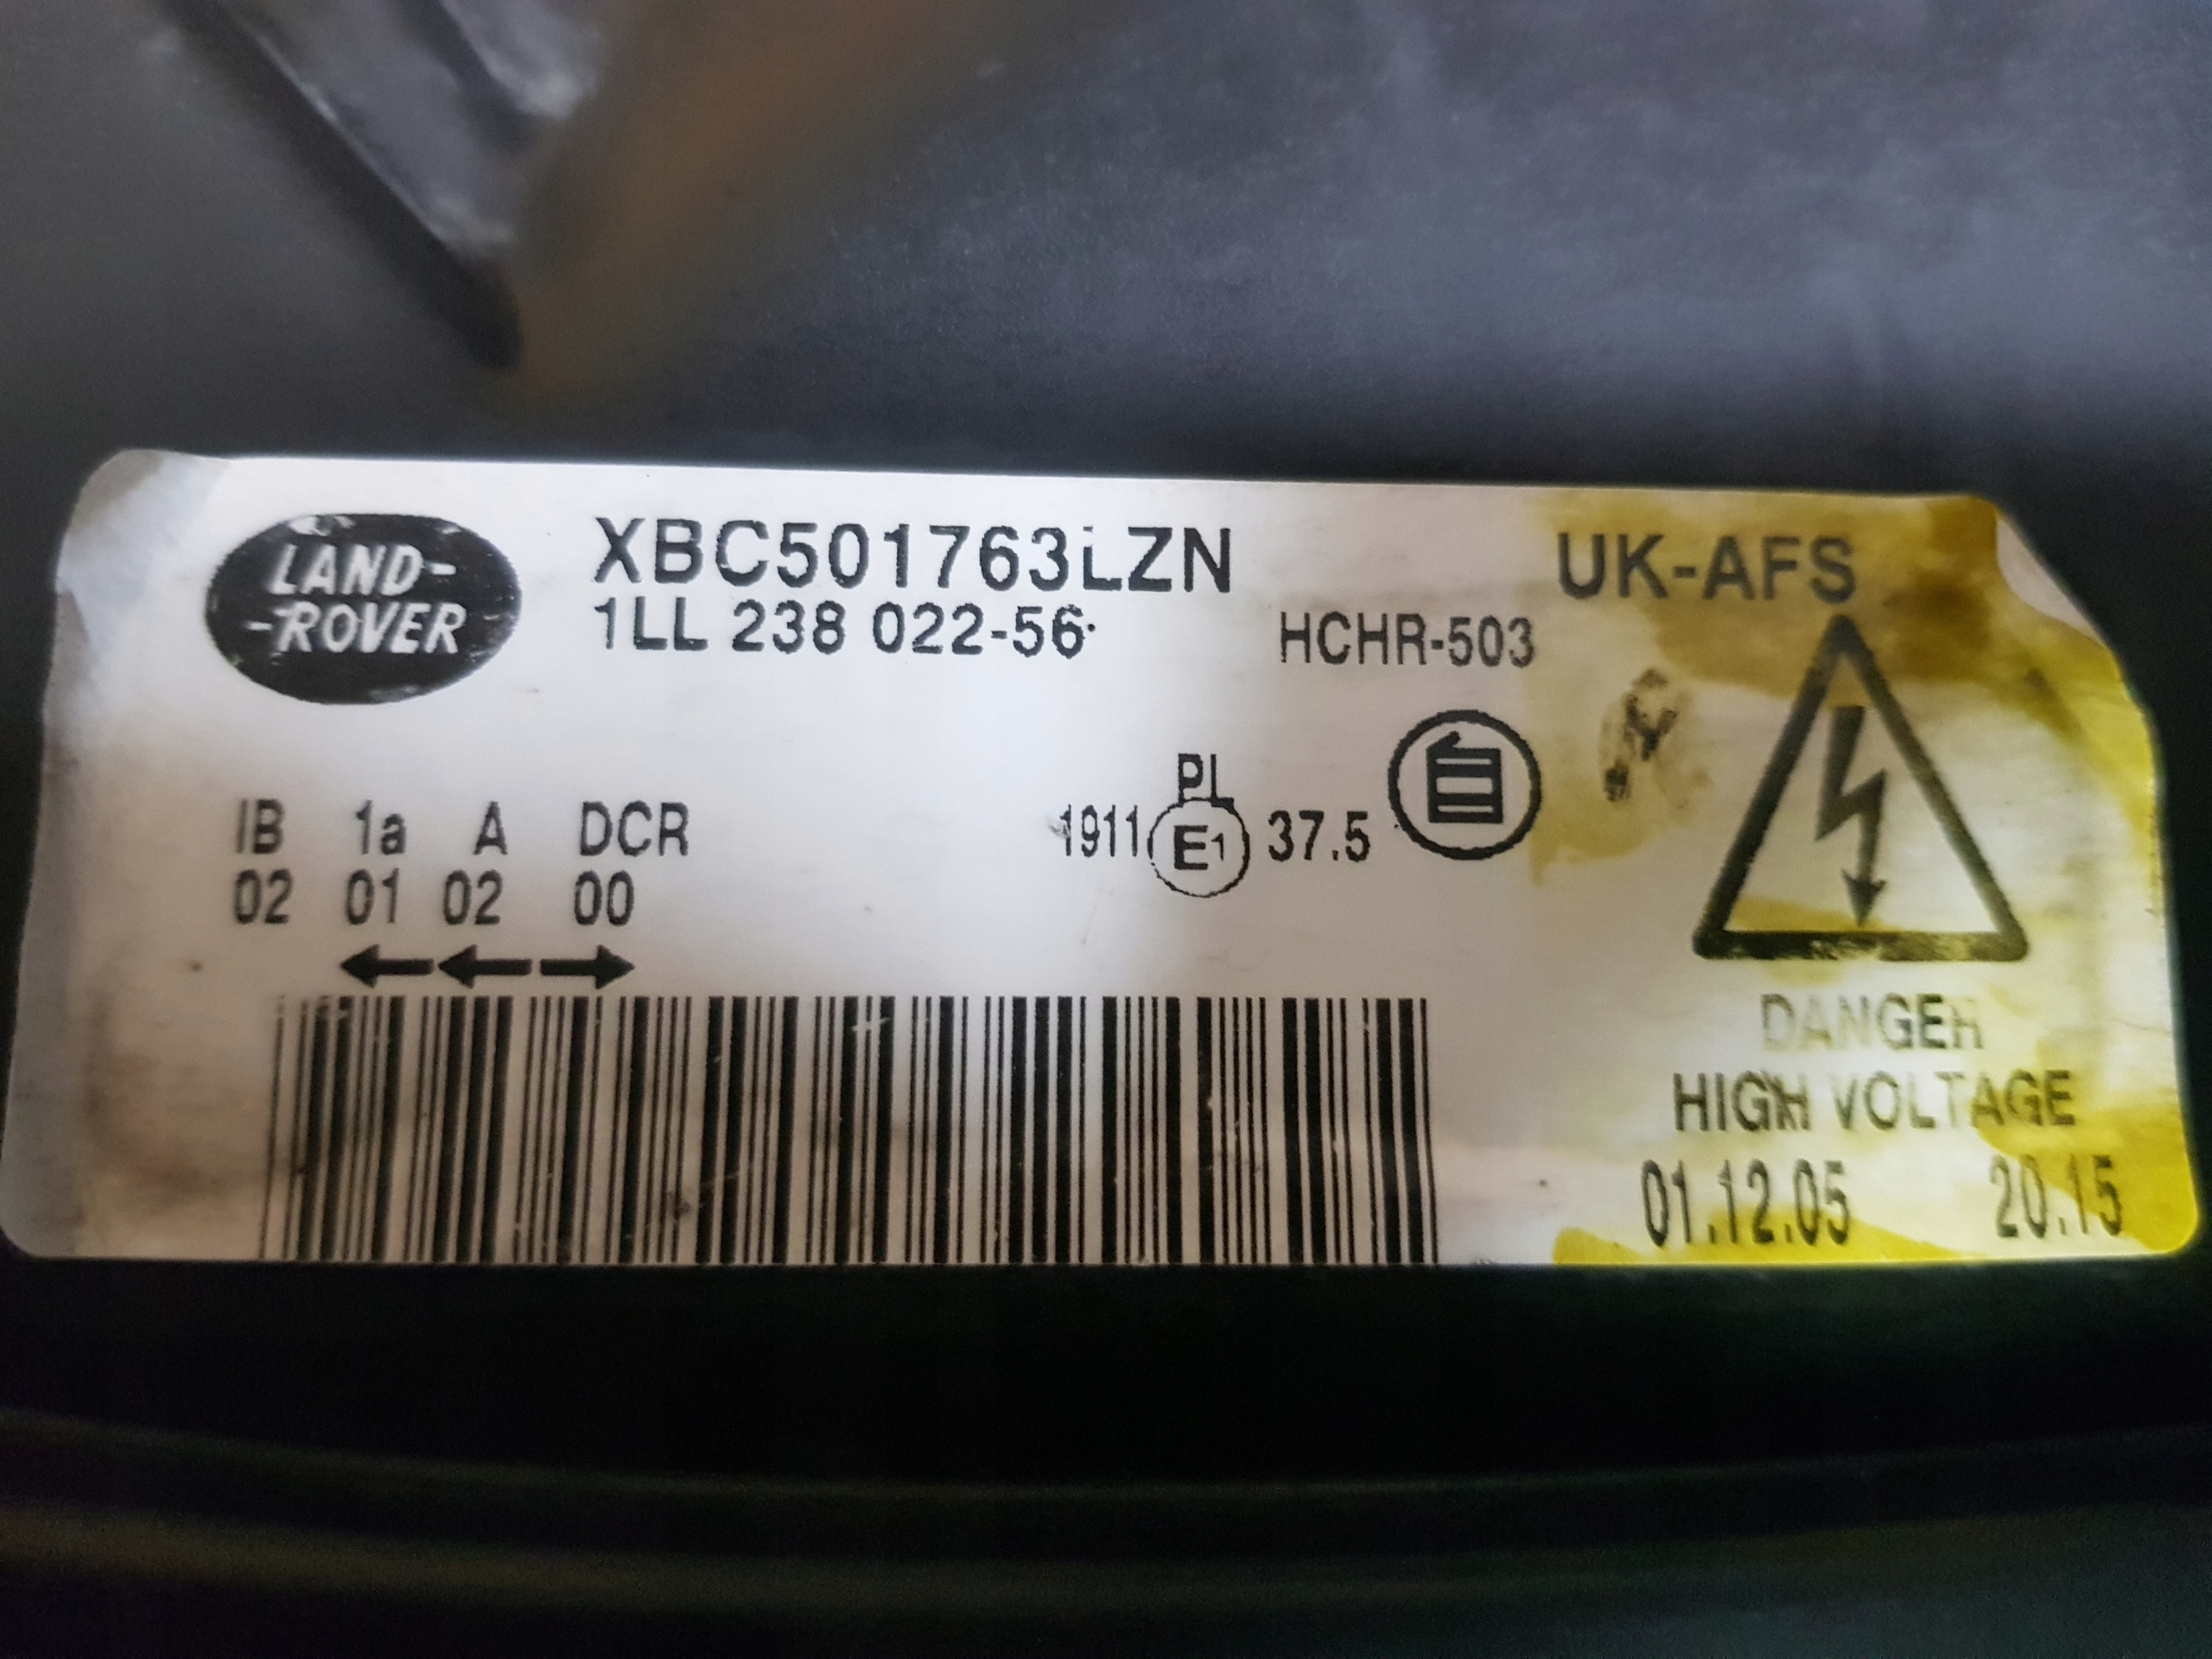 LAND-
-ROVER
XBC501763LZN
UK-AFS
1LL 238 022-56
HCHR-503
IB 1a A DCR
02 01 02 00
PL
1911 E1 37.5
DANGER
HIGH VOLTAGE
01.12.05 20.15